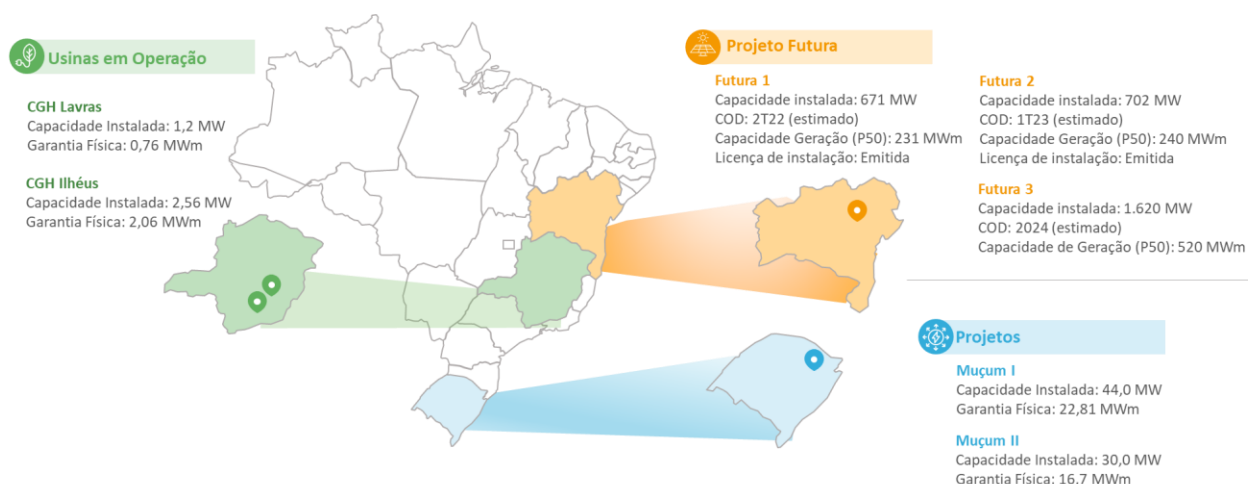 Usinas em Operação
CGH Lavras
Capacidade Instalada: 1,2 MW
Garantia Física: 0,76 MWm
CGH Ilhéus
Capacidade Instalada: 2,56 MW
Garantia Física: 2,06 MWm
Projeto Futura
Futura 1
Capacidade instalada: 671 MW
COD: 2T22 (estimado)
Capacidade Geração (P50): 231 MWm
Licença de instalação: Emitida
Futura 2
Capacidade instalada: 702 MW
COD: 1T23 (estimado)
Capacidade Geração (P50): 240 MWm
Licença de instalação: Emitida
Futura 3
Capacidade instalada: 1.620 MW
COD: 2024 (estimado)
Capacidade de Geração (P50): 520 MWm
Projetos
Muçum I
Capacidade Instalada: 44,0 MW
Garantia Física: 22,81 MWm
Muçum II
Capacidade Instalada: 30,0 MW
Garantia Física: 16,7 MWm